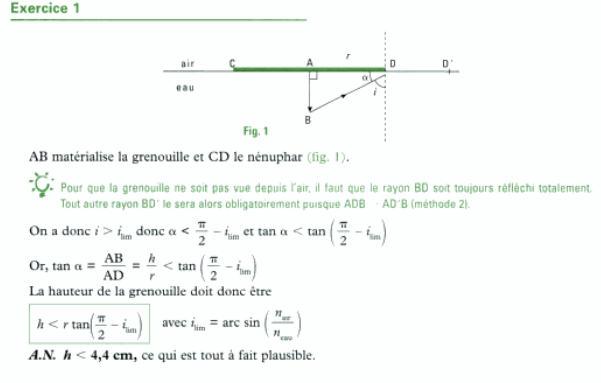 Exercice 1
r
air C A D D'
eau α i
B
Fig. 1
AB matérialise la grenouille et CD le nénuphar (fig. 1).
Pour que la grenouille ne soit pas vue depuis l'air, il faut que le rayon BD soit toujours réfléchi totalement.
Tout autre rayon BD' le sera alors obligatoirement puisque ADB AD'B (méthode 2).
On a donc i > i_lim donc α < π/2 − i_lim et tan α < tan(π/2 − i_lim)
Or, tan α = AB/AD = h/r < tan(π/2 − i_lim)
La hauteur de la grenouille doit donc être
h < r tan(π/2 − i_lim) avec i_lim = arc sin(n_air/n_eau)
A.N. h < 4,4 cm, ce qui est tout à fait plausible.